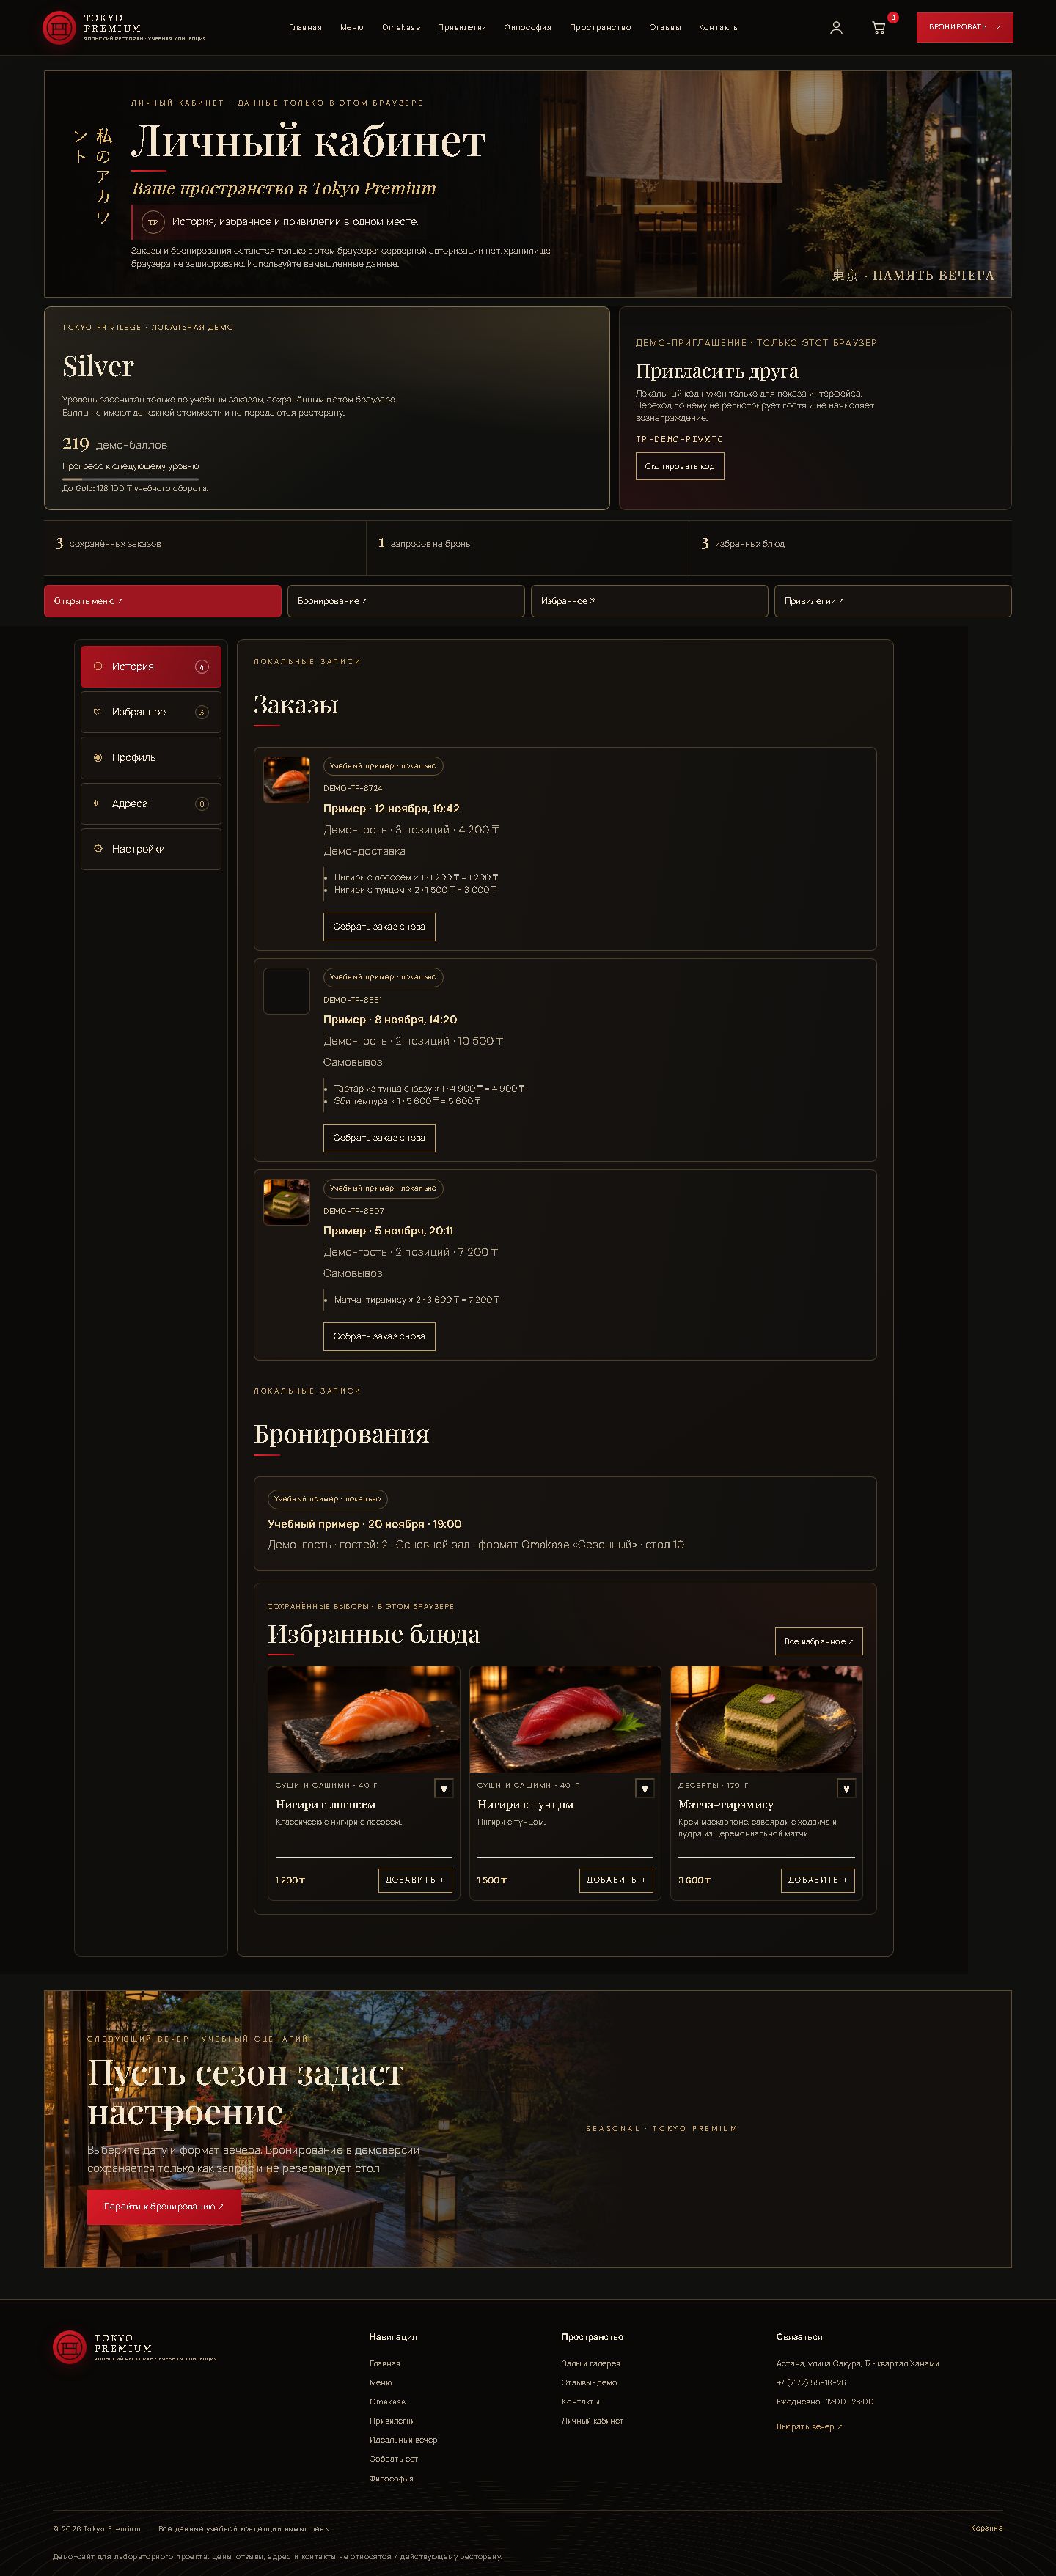 TOKYO
PREMIUM
ЯПОНСКИЙ РЕСТОРАН · УЧЕБНАЯ КОНЦЕПЦИЯ
Главная Меню Omakase Привилегии Философия Пространство Отзывы Контакты
0
БРОНИРОВАТЬ ↗
ЛИЧНЫЙ КАБИНЕТ · ДАННЫЕ ТОЛЬКО В ЭТОМ БРАУЗЕРЕ
私のアカウント
Личный кабинет
Ваше пространство в Tokyo Premium
TP История, избранное и привилегии в одном месте.
Заказы и бронирования остаются только в этом браузере; серверной авторизации нет, хранилище
браузера не зашифровано. Используйте вымышленные данные.
東京 · ПАМЯТЬ ВЕЧЕРА
TOKYO PRIVILEGE · ЛОКАЛЬНАЯ ДЕМО
Silver
Уровень рассчитан только по учебным заказам, сохранённым в этом браузере.
Баллы не имеют денежной стоимости и не передаются ресторану.
219 демо-баллов
Прогресс к следующему уровню
До Gold: 128 100 ₸ учебного оборота.
ДЕМО-ПРИГЛАШЕНИЕ · ТОЛЬКО ЭТОТ БРАУЗЕР
Пригласить друга
Локальный код нужен только для показа интерфейса.
Переход по нему не регистрирует гостя и не начисляет
вознаграждение.
TP-DEMO-PIVXTC
Скопировать код
3 сохранённых заказов
1 запросов на бронь
3 избранных блюд
Открыть меню ↗
Бронирование ↗
Избранное ♡
Привилегии ↗
История 4
Избранное 3
Профиль
Адреса 0
Настройки
ЛОКАЛЬНЫЕ ЗАПИСИ
Заказы
Учебный пример · локально
DEMO-TP-8724
Пример · 12 ноября, 19:42
Демо-гость · 3 позиций · 4 200 ₸
Демо-доставка
Нигири с лососем × 1 · 1 200 ₸ = 1 200 ₸
Нигири с тунцом × 2 · 1 500 ₸ = 3 000 ₸
Собрать заказ снова
Учебный пример · локально
DEMO-TP-8651
Пример · 8 ноября, 14:20
Демо-гость · 2 позиций · 10 500 ₸
Самовывоз
Тартар из тунца с юдзу × 1 · 4 900 ₸ = 4 900 ₸
Эби темпура × 1 · 5 600 ₸ = 5 600 ₸
Собрать заказ снова
Учебный пример · локально
DEMO-TP-8607
Пример · 5 ноября, 20:11
Демо-гость · 2 позиций · 7 200 ₸
Самовывоз
Матча-тирамису × 2 · 3 600 ₸ = 7 200 ₸
Собрать заказ снова
ЛОКАЛЬНЫЕ ЗАПИСИ
Бронирования
Учебный пример · локально
Учебный пример · 20 ноября · 19:00
Демо-гость · гостей: 2 · Основной зал · формат Omakase «Сезонный» · стол 10
СОХРАНЁННЫЕ ВЫБОРЫ · В ЭТОМ БРАУЗЕРЕ
Избранные блюда
Все избранное ↗
СУШИ И САШИМИ · 40 Г
Нигири с лососем
Классические нигири с лососем.
1 200 ₸ ДОБАВИТЬ +
СУШИ И САШИМИ · 40 Г
Нигири с тунцом
Нигири с тунцом.
1 500 ₸ ДОБАВИТЬ +
ДЕСЕРТЫ · 170 Г
Матча-тирамису
Крем маскарпоне, савоярди с ходзича и
пудра из церемониальной матчи.
3 600 ₸ ДОБАВИТЬ +
СЛЕДУЮЩИЙ ВЕЧЕР · УЧЕБНЫЙ СЦЕНАРИЙ
Пусть сезон задаст
настроение
Выберите дату и формат вечера. Бронирование в демоверсии
сохраняется только как запрос и не резервирует стол.
Перейти к бронированию ↗
SEASONAL · TOKYO PREMIUM
TOKYO
PREMIUM
ЯПОНСКИЙ РЕСТОРАН · УЧЕБНАЯ КОНЦЕПЦИЯ
Навигация
Главная
Меню
Omakase
Привилегии
Идеальный вечер
Собрать сет
Философия
Пространство
Залы и галерея
Отзывы · демо
Контакты
Личный кабинет
Связаться
Астана, улица Сакура, 17 · квартал Ханами
+7 (7172) 55-18-26
Ежедневно · 12:00–23:00
Выбрать вечер ↗
© 2026 Tokyo Premium Все данные учебной концепции вымышлены
Корзина
Демо-сайт для лабораторного проекта. Цены, отзывы, адрес и контакты не относятся к действующему ресторану.